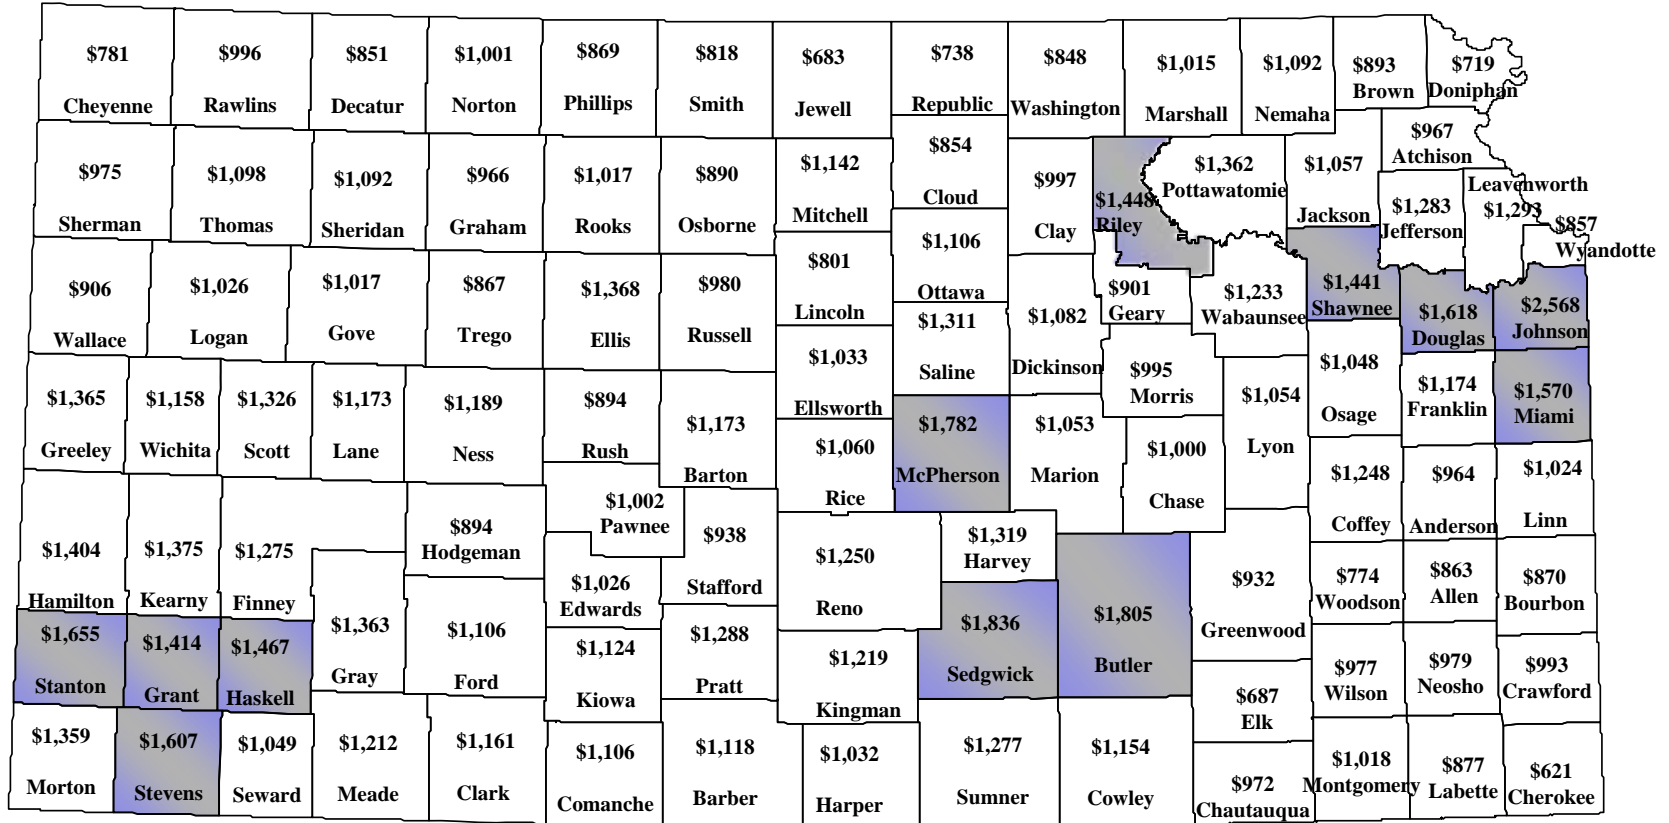 $781
Cheyenne
$996
Rawlins
$851
Decatur
$1,001
Norton
$869
Phillips
$818
Smith
$683
Jewell
$738
Republic
$848
Washington
$1,015
Marshall
$1,092
Nemaha
$893
Brown
$719
Doniphan
$967
Atchison
$975
Sherman
$1,098
Thomas
$1,092
Sheridan
$966
Graham
$1,017
Rooks
$890
Osborne
$1,142
Mitchell
$854
Cloud
$997
Clay
$1,448
Riley
$1,362
Pottawatomie
$1,057
Jackson
$1,283
Jefferson
Leavenworth
$1,293
$857
Wyandotte
$906
Wallace
$1,026
Logan
$1,017
Gove
$867
Trego
$1,368
Ellis
$980
Russell
$801
Lincoln
$1,106
Ottawa
$1,082
Dickinson
$901
Geary
$1,233
Wabaunsee
$1,441
Shawnee
$1,618
Douglas
$2,568
Johnson
$1,033
Ellsworth
$1,311
Saline
$995
Morris
$1,048
Osage
$1,174
Franklin
$1,570
Miami
$1,365
Greeley
$1,158
Wichita
$1,326
Scott
$1,173
Lane
$1,189
Ness
$894
Rush
$1,173
Barton
$1,060
Rice
$1,782
McPherson
$1,053
Marion
$1,000
Chase
$1,054
Lyon
$1,248
Coffey
$964
Anderson
$1,024
Linn
$1,404
Hamilton
$1,375
Kearny
$1,275
Finney
$894
Hodgeman
$1,002
Pawnee
$938
Stafford
$1,250
Reno
$1,319
Harvey
$1,026
Edwards
$932
Greenwood
$774
Woodson
$863
Allen
$870
Bourbon
$1,655
Stanton
$1,414
Grant
$1,467
Haskell
$1,363
Gray
$1,106
Ford
$1,124
Kiowa
$1,288
Pratt
$1,219
Kingman
$1,836
Sedgwick
$1,805
Butler
$687
Elk
$977
Wilson
$979
Neosho
$993
Crawford
$1,359
Morton
$1,607
Stevens
$1,049
Seward
$1,212
Meade
$1,161
Clark
$1,106
Comanche
$1,118
Barber
$1,032
Harper
$1,277
Sumner
$1,154
Cowley
$972
Chautauqua
$1,018
Montgomery
$877
Labette
$621
Cherokee